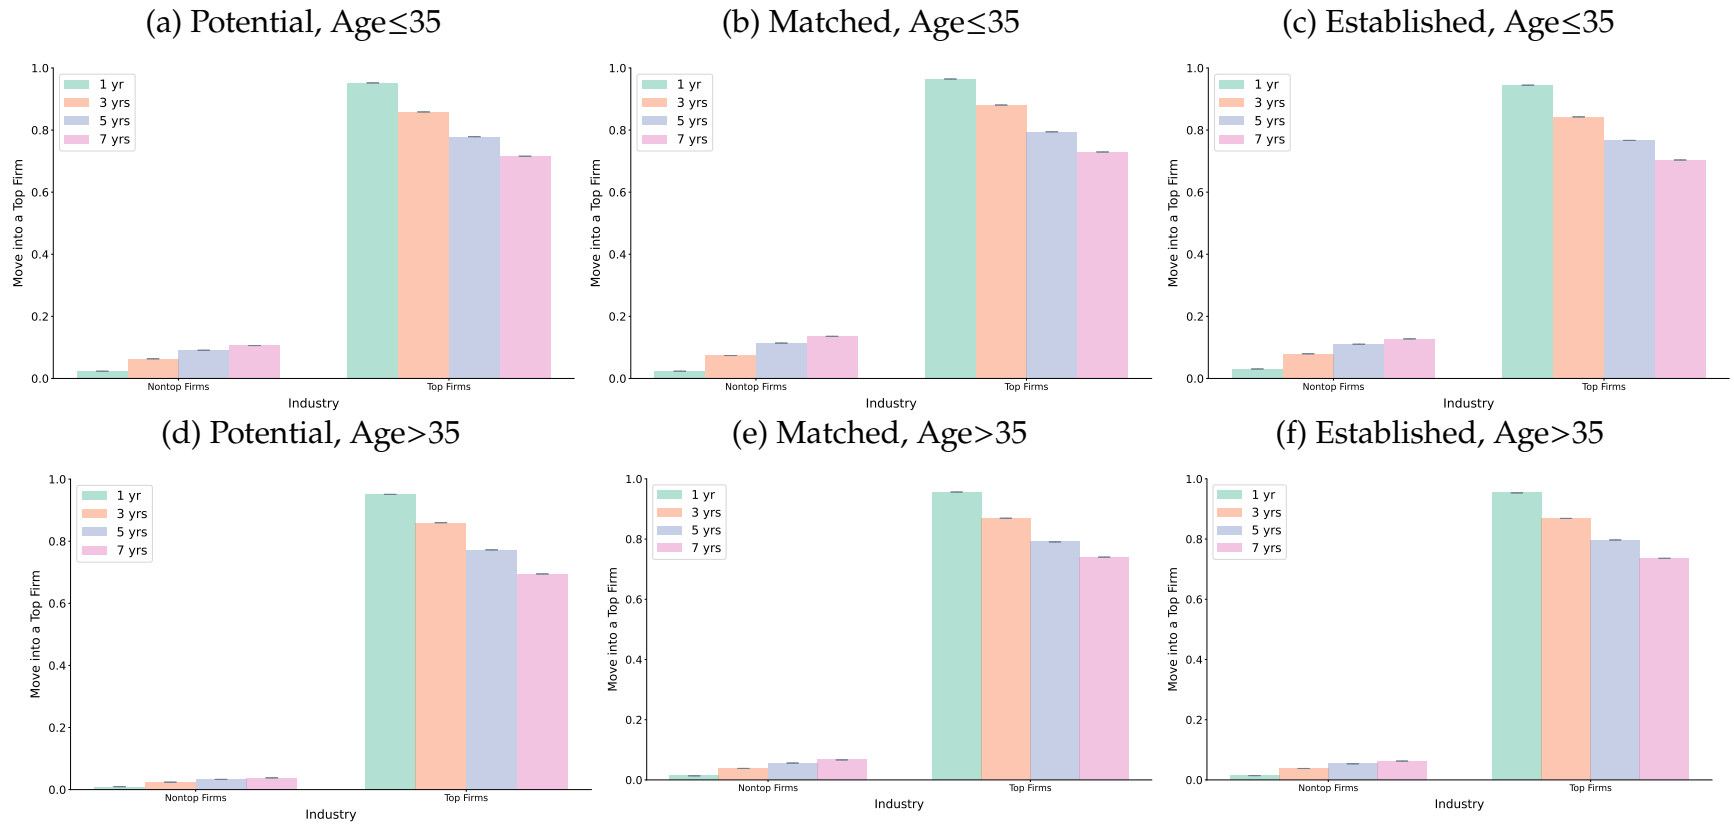 (a) Potential, Age≤35
1.0
0.8
0.6
0.4
0.2
0.0
Move into a Top Firm
1 yr
3 yrs
5 yrs
7 yrs
Nontop Firms
Top Firms
Industry
(b) Matched, Age≤35
1.0
0.8
0.6
0.4
0.2
0.0
Move into a Top Firm
1 yr
3 yrs
5 yrs
7 yrs
Nontop Firms
Top Firms
Industry
(c) Established, Age≤35
1.0
0.8
0.6
0.4
0.2
0.0
Move into a Top Firm
1 yr
3 yrs
5 yrs
7 yrs
Nontop Firms
Top Firms
Industry
(d) Potential, Age>35
1.0
0.8
0.6
0.4
0.2
0.0
Move into a Top Firm
1 yr
3 yrs
5 yrs
7 yrs
Nontop Firms
Top Firms
Industry
(e) Matched, Age>35
1.0
0.8
0.6
0.4
0.2
0.0
Move into a Top Firm
1 yr
3 yrs
5 yrs
7 yrs
Nontop Firms
Top Firms
Industry
(f) Established, Age>35
1.0
0.8
0.6
0.4
0.2
0.0
Move into a Top Firm
1 yr
3 yrs
5 yrs
7 yrs
Nontop Firms
Top Firms
Industry